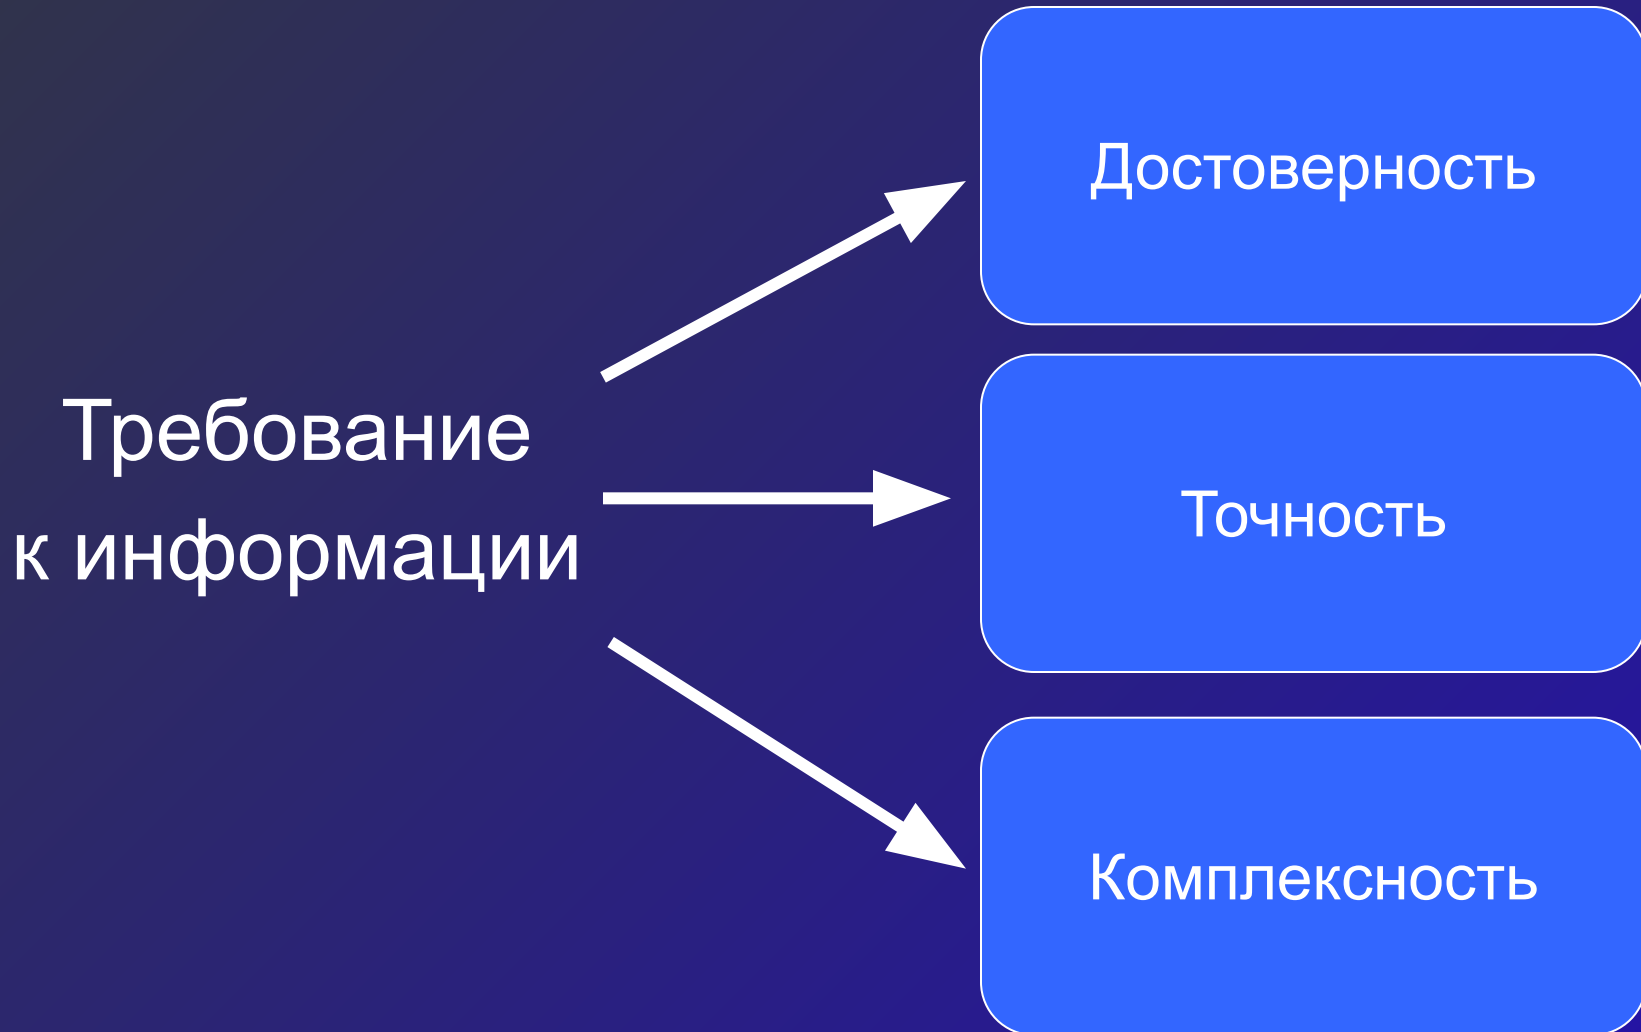 Требование
к информации
Достоверность
Точность
Комплексность